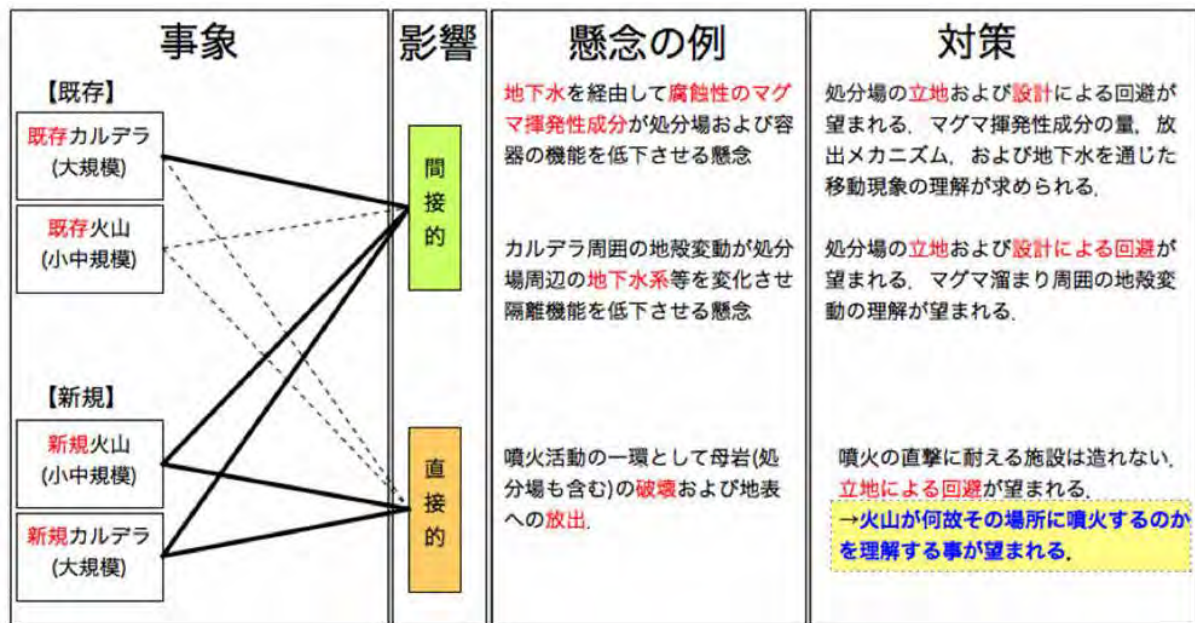 事象
【既存】
既存カルデラ
(大規模)
既存火山
(小中規模)
【新規】
新規火山
(小中規模)
新規カルデラ
(大規模)
影響
間
接
的
直
接
的
懸念の例
地下水を経由して腐蝕性のマグ
マ揮発性成分が処分場および容
器の機能を低下させる懸念
カルデラ周囲の地殻変動が処分
場周辺の地下水系等を変化させ
隔離機能を低下させる懸念
噴火活動の一環として母岩(処
分場も含む)の破壊および地表
への放出.
対策
処分場の立地および設計による回避が
望まれる．マグマ揮発性成分の量，放
出メカニズム，および地下水を通じた
移動現象の理解が求められる.
処分場の立地および設計による回避が
望まれる．マグマ溜まり周囲の地殻変
動の理解が望まれる.
噴火の直撃に耐える施設は造れない.
立地による回避が望まれる.
→火山が何故その場所に噴火するのか
を理解する事が望まれる.